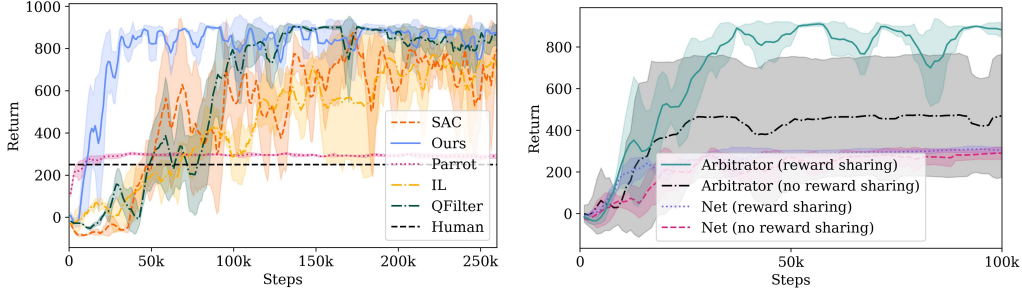 1000
800
600
400
200
0
Return
SAC
Ours
Parrot
IL
QFilter
Human
0
50k
100k
150k
200k
250k
Steps
800
600
400
200
0
Return
Arbitrator (reward sharing)
Arbitrator (no reward sharing)
Net (reward sharing)
Net (no reward sharing)
0
50k
100k
Steps